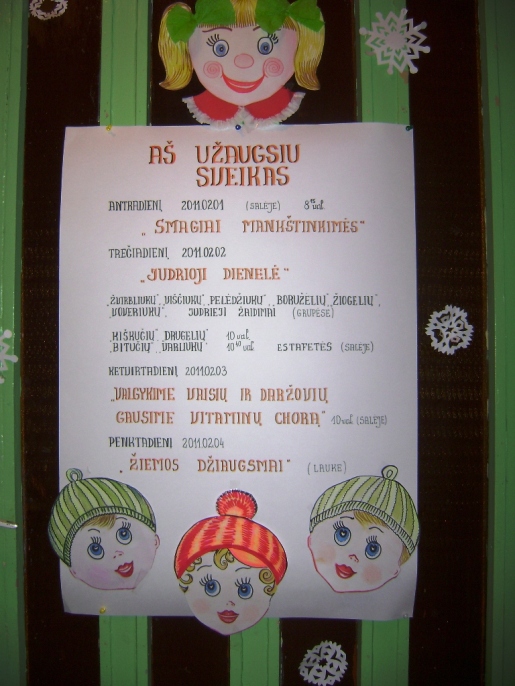 AŠ UŽAUGSIU
SVEIKAS
ANTRADIENĮ 2011.02.01 (SALĖJE) 8 45 val.
„SMAGIAI MANKŠTINKIMĖS"
TREČIADIENĮ 2011.02.02
„JUDRIOJI DIENELĖ"
„ŽVIRBLIUKŲ", „VIŠČIUKŲ", „PELĖDŽIUKŲ", „BORUŽĖLIŲ", „ŽIOGELIŲ",
„VOVERIUKŲ", JUDRIEJI ŽAIDIMAI (GRUPĖSE)
„KIŠKUČIŲ", „DRUGELIŲ" 10 val.
„BITUČIŲ", „VARLIUKŲ" 10 40 val. ESTAFETĖS (SALĖJE)
KETVIRTADIENĮ 2011.02.03
„VALGYKIME VAISIŲ IR DARŽOVIŲ
GAUSIME VITAMINŲ CHORĄ" 10 val. (SALĖJE)
PENKTADIENĮ 2011.02.04
„ŽIEMOS DŽIAUGSMAI" (LAUKE)